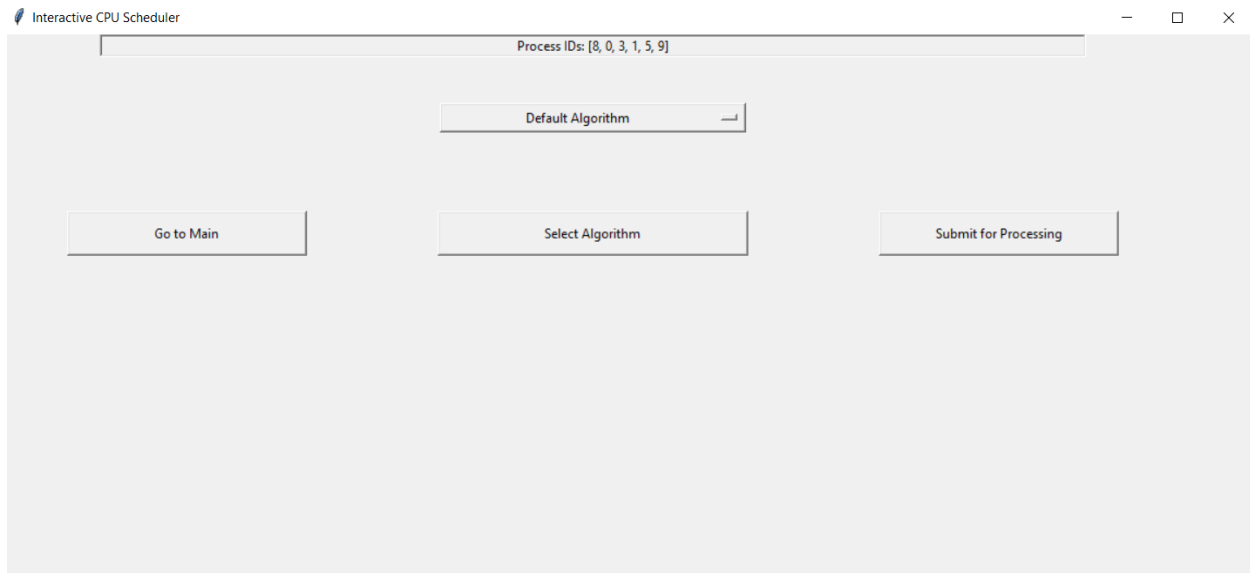 Interactive CPU Scheduler
Process IDs: [8, 0, 3, 1, 5, 9]
Default Algorithm
Go to Main
Select Algorithm
Submit for Processing